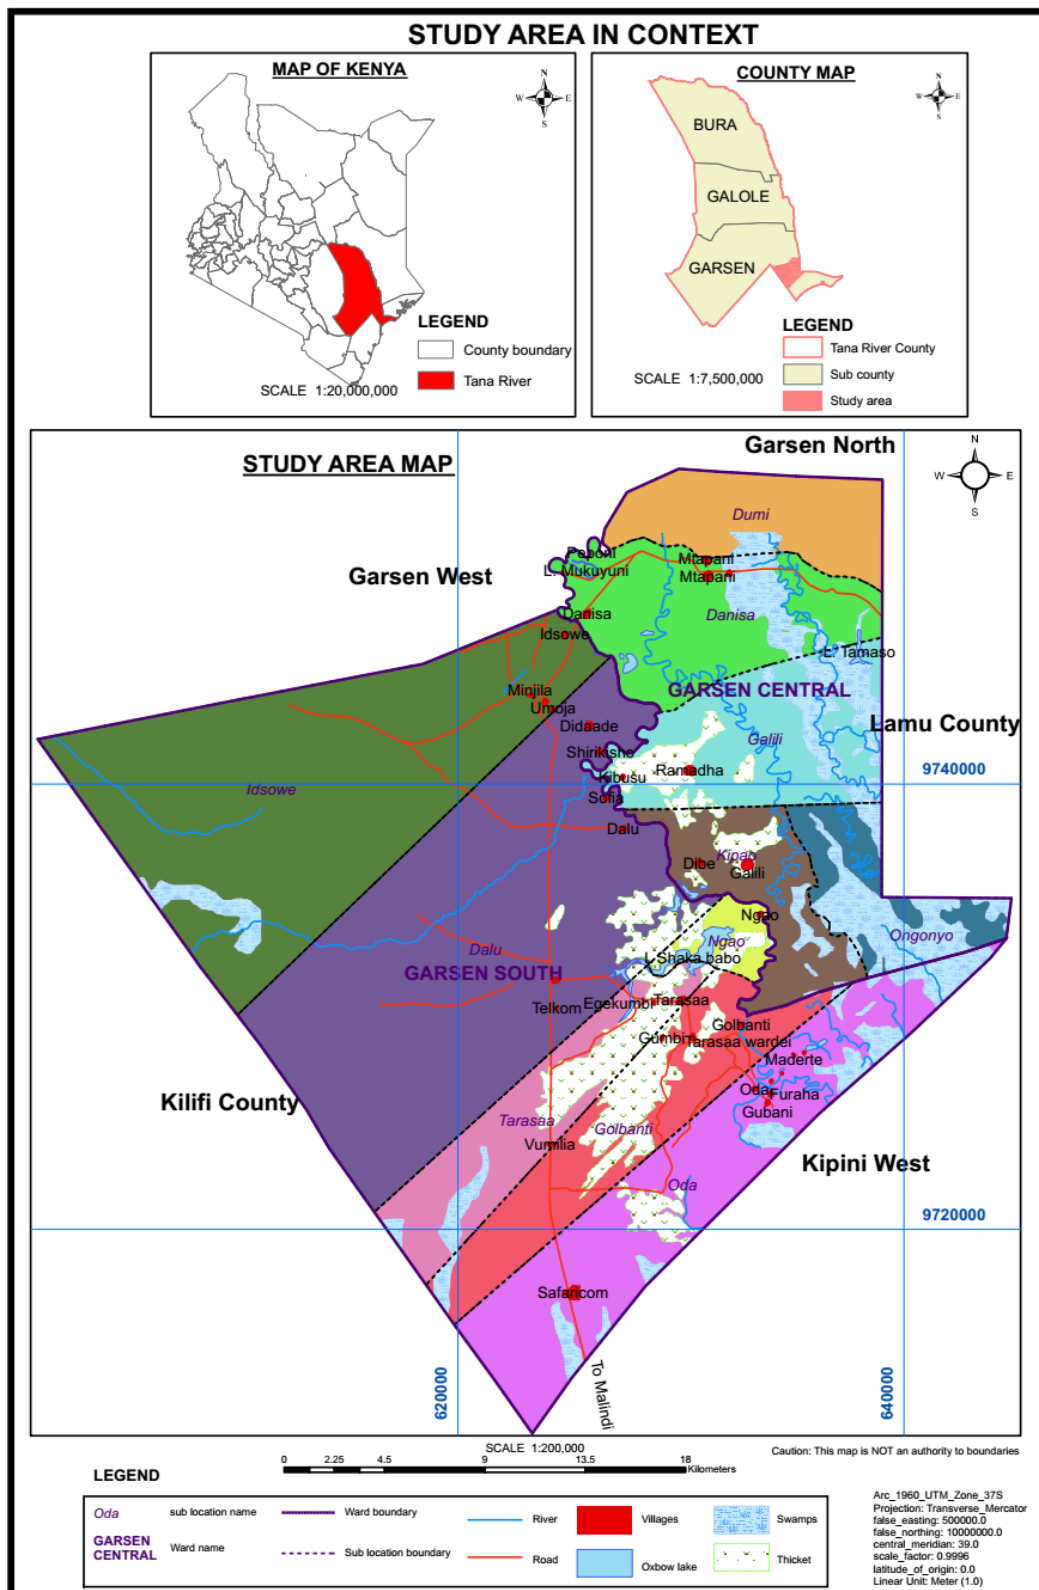 STUDY AREA IN CONTEXT
MAP OF KENYA
N
W E
S
LEGEND
County boundary
Tana River
SCALE 1:20,000,000
COUNTY MAP
N
W E
S
BURA
GALOLE
GARSEN
LEGEND
Tana River County
Sub county
Study area
SCALE 1:7,500,000
STUDY AREA MAP
Garsen North
N
W E
S
Dumi
Peponi
L. Mukuyuni
Mtapani
Mtapani
Garsen West
Danisa
Danisa
Idsowe
L. Tamaso
Minjila
Umoja
GARSEN CENTRAL
Didaade
Lamu County
Shirikisho
Galili
Kibusu
Ramadha
9740000
Idsowe
Sofia
Dalu
Dibe
Kipao
Galili
Ngao
Ngao
Ongonyo
Dalu
L.Shaka babo
GARSEN SOUTH
Telkom
Egekumbi
Tarasaa
Golbanti
Gumbi
Tarasaa wardei
Maderte
Oda
Furaha
Gubani
Kilifi County
Tarasaa
Golbanti
Vumilia
Kipini West
Oda
9720000
Safaricom
To Malindi
620000
640000
SCALE 1:200,000
Caution: This map is NOT an authority to boundaries
LEGEND
0 2.25 4.5 9 13.5 18
Kilometers
Oda sub location name
GARSEN CENTRAL Ward name
Ward boundary
Sub location boundary
River
Road
Villages
Oxbow lake
Swamps
Thicket
Arc_1960_UTM_Zone_37S
Projection: Transverse_Mercator
false_easting: 500000.0
false_northing: 10000000.0
central_meridian: 39.0
scale_factor: 0.9996
latitude_of_origin: 0.0
Linear Unit: Meter (1.0)